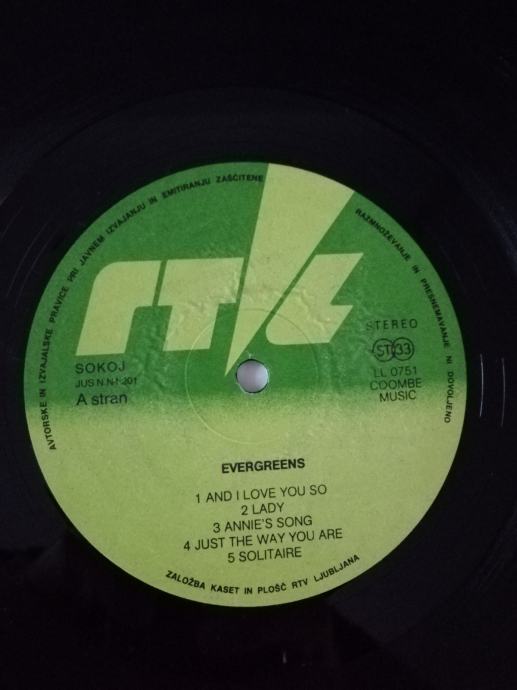 AVTORSKE IN IZVAJALSKE PRAVICE PRI JAVNEM IZVAJANJU IN EMITIRANJU ZAŠČITENE
RAZMNOŽEVANJE IN PRESNEMAVANJE NI DOVOLJENO
rtl
STEREO
SOKOJ
ST 33
JUS N.N4.201
LL 0751
A stran
COOMBE
MUSIC
EVERGREENS
1 AND I LOVE YOU SO
2 LADY
3 ANNIE'S SONG
4 JUST THE WAY YOU ARE
5 SOLITAIRE
ZALOŽBA KASET IN PLOŠČ RTV LJUBLJANA